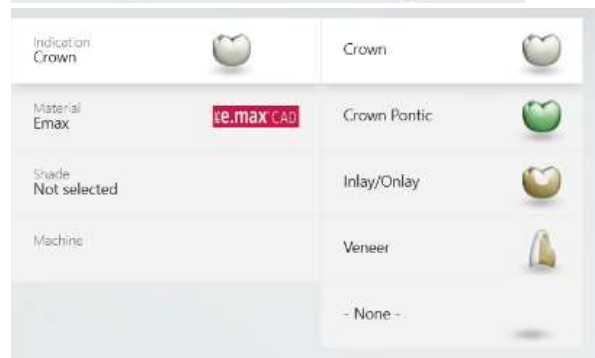 Indication
Crown
Material
Emax
e.max CAD
Shade
Not selected
Machine
Crown
Crown Pontic
Inlay/Onlay
Veneer
- None -